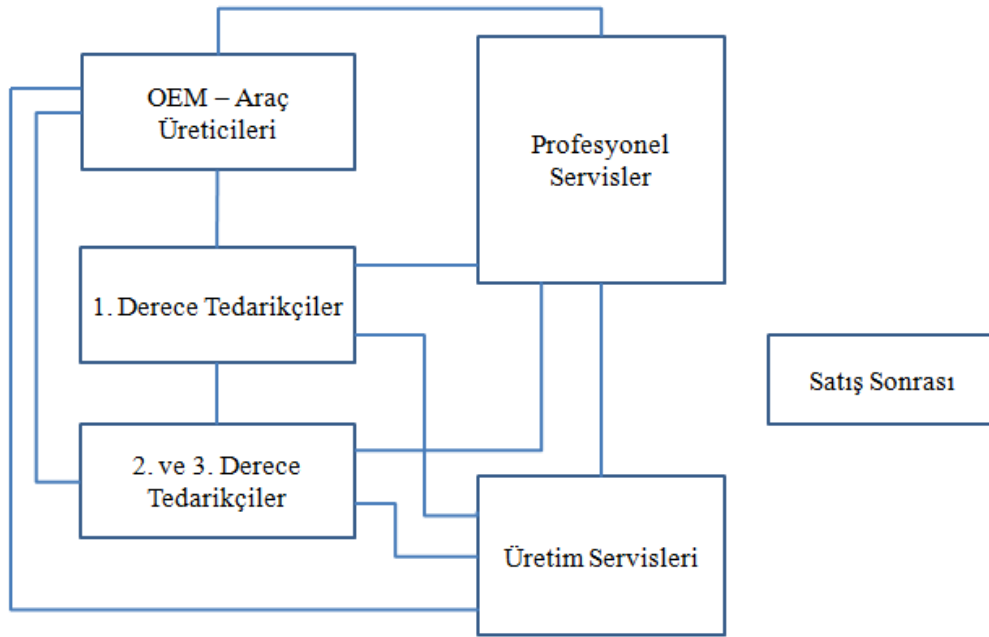 OEM – Araç
Üreticileri
Profesyonel
Servisler
1. Derece Tedarikçiler
Satış Sonrası
2. ve 3. Derece
Tedarikçiler
Üretim Servisleri